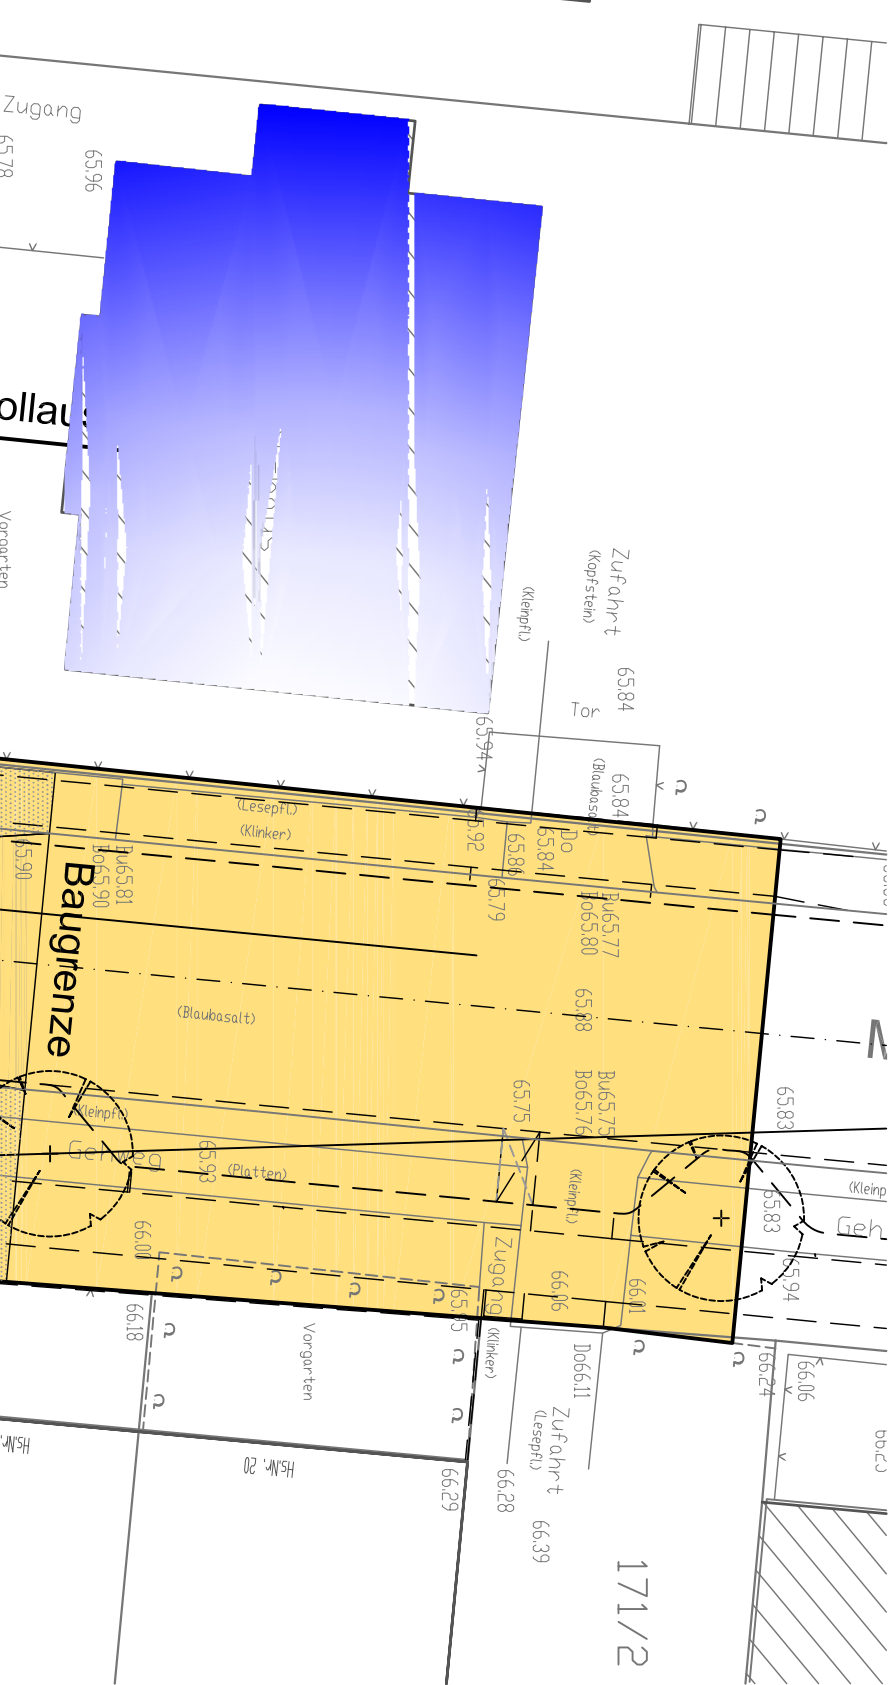 Zugang
65.78
65.96
Vorgarten
Zufahrt
(Kopfstein)
(Kleinpfl.)
65.84
Tor
65.94
(Blaubasalt)
65.84
(Lesepfl.)
(Klinker)
65.92
65.86
65.84
Do
65.90
Bu65.81
Bo65.90
65.79
Bu65.77
Bo65.80
Baugrenze
65.88
(Blaubasalt)
65.75
Bu65.75
Bo65.76
65.83
(Kleinpfl.)
Gehweg
65.93
(Platten)
(Kleinpfl.)
65.83
66.00
Zugang
66.06
66.01
65.94
65.95
66.18
Vorgarten
(Klinker)
Do66.11
66.24
66.06
Zufahrt
(Lesepfl.)
Hs.Nr. 20
66.29
66.28
66.39
171/2